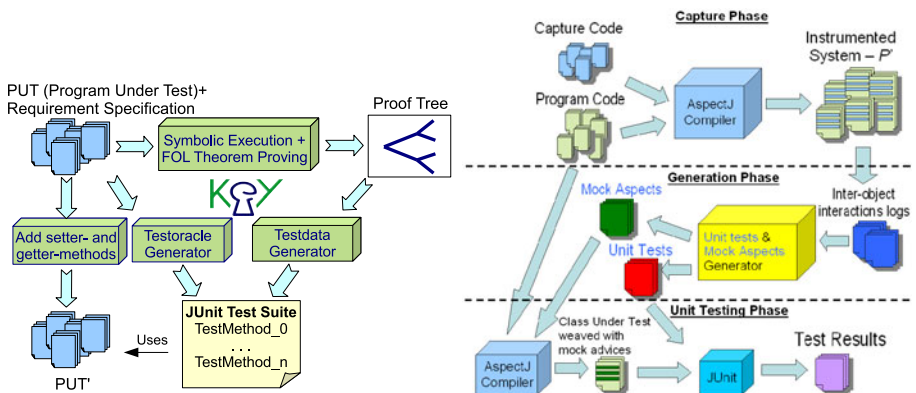 PUT (Program Under Test)+
Requirement Specification
Symbolic Execution +
FOL Theorem Proving
Proof Tree
KeY
Add setter- and
getter-methods
Testoracle
Generator
Testdata
Generator
JUnit Test Suite
TestMethod_0
. . .
TestMethod_n
Uses
PUT'
Capture Phase
Capture Code
Program Code
AspectJ
Compiler
Instrumented
System – P'
Generation Phase
Mock Aspects
Unit Tests
Unit tests &
Mock Aspects
Generator
Inter-object
interactions logs
Unit Testing Phase
AspectJ
Compiler
Class Under Test
weaved with
mock advices
JUnit
Test Results